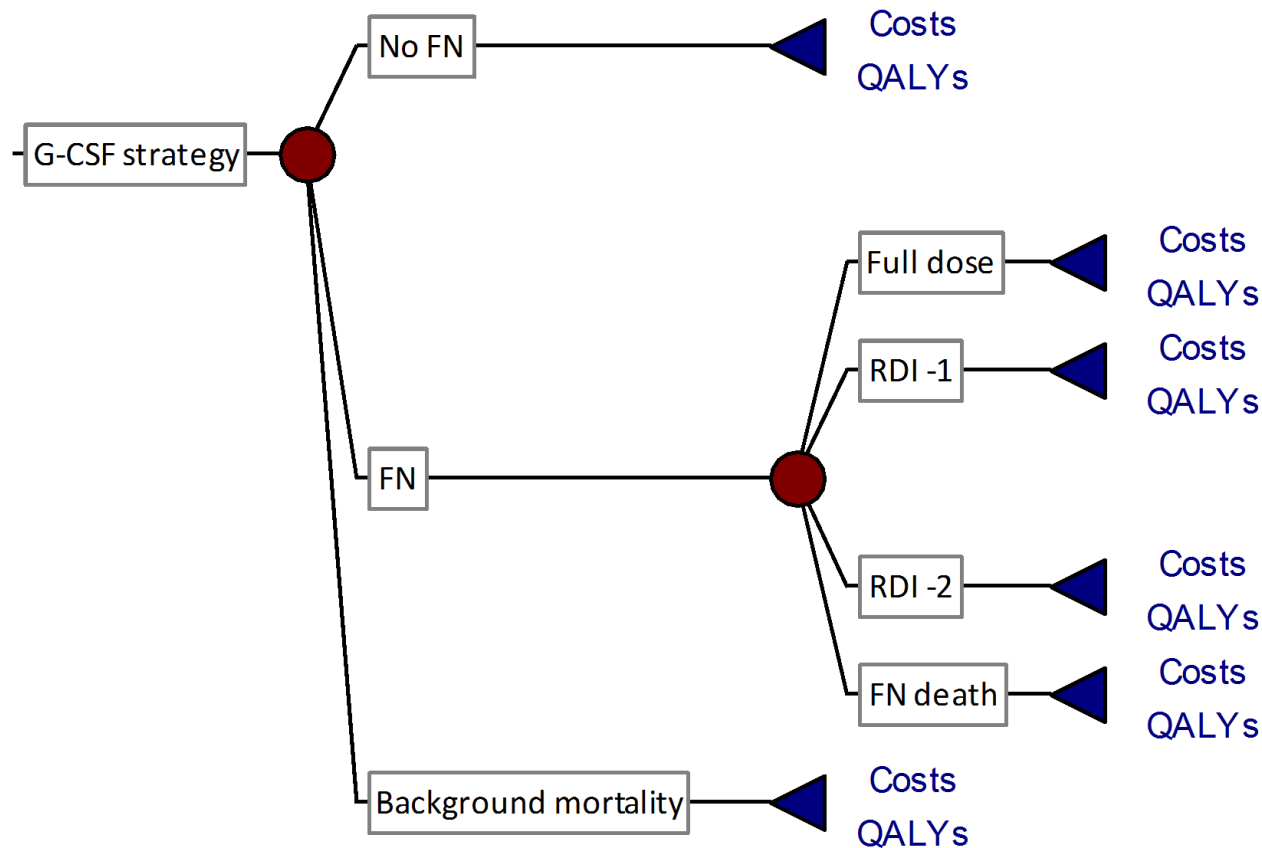 No FN
Costs
QALYs
G-CSF strategy
Full dose
Costs
QALYs
RDI -1
Costs
QALYs
FN
RDI -2
Costs
QALYs
FN death
Costs
QALYs
Background mortality
Costs
QALYs